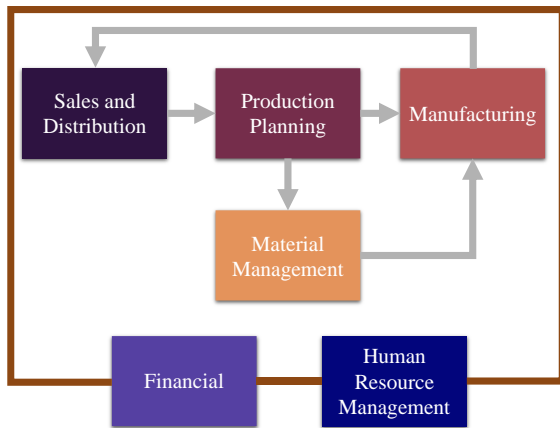 Sales and
Distribution
Production
Planning
Manufacturing
Material
Management
Financial
Human
Resource
Management